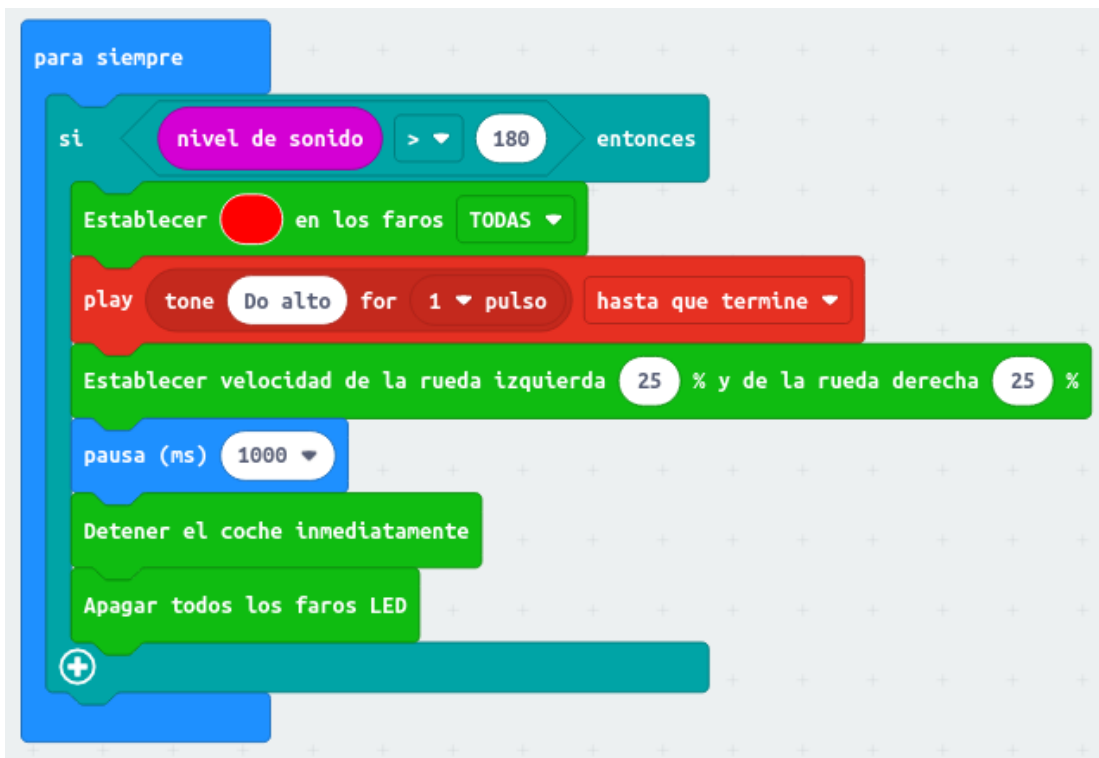 para siempre
si nivel de sonido > 180 entonces
Establecer en los faros TODAS
play tone Do alto for 1 pulso hasta que termine
Establecer velocidad de la rueda izquierda 25 % y de la rueda derecha 25 %
pausa (ms) 1000
Detener el coche inmediatamente
Apagar todos los faros LED